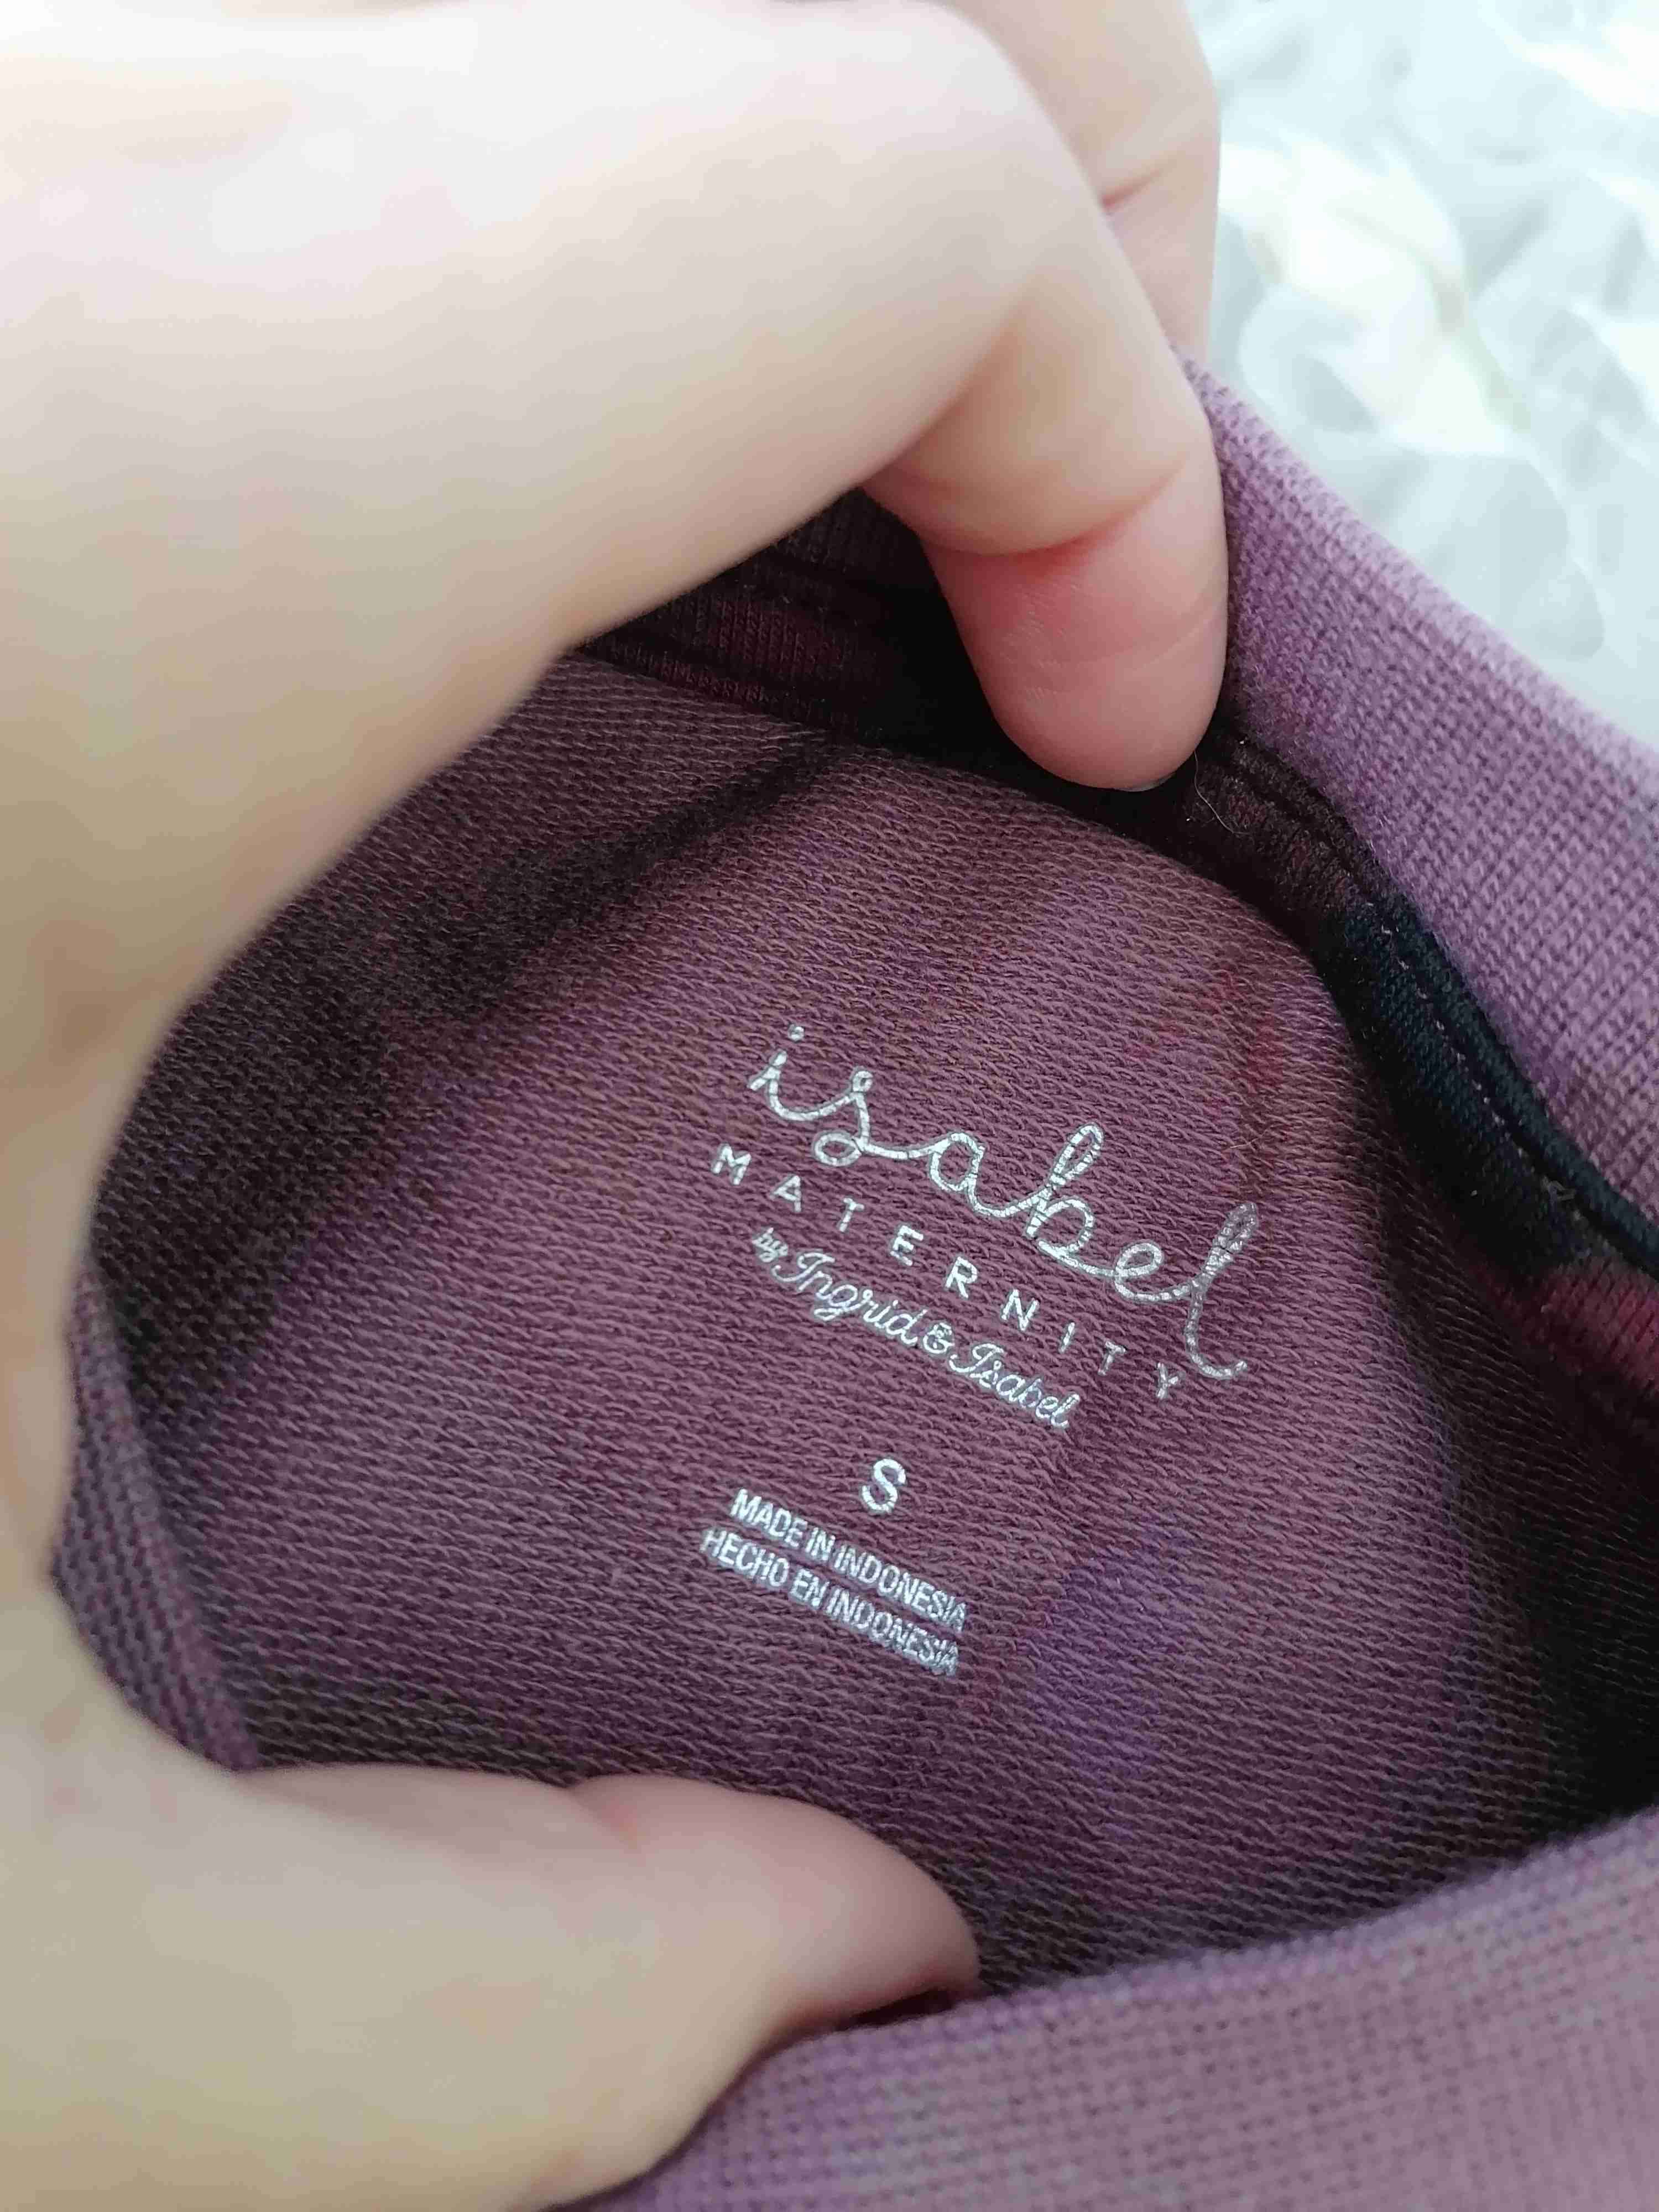 isabel
MATERNITY
by Ingrid & Isabel
S
MADE IN INDONESIA
HECHO EN INDONESIA